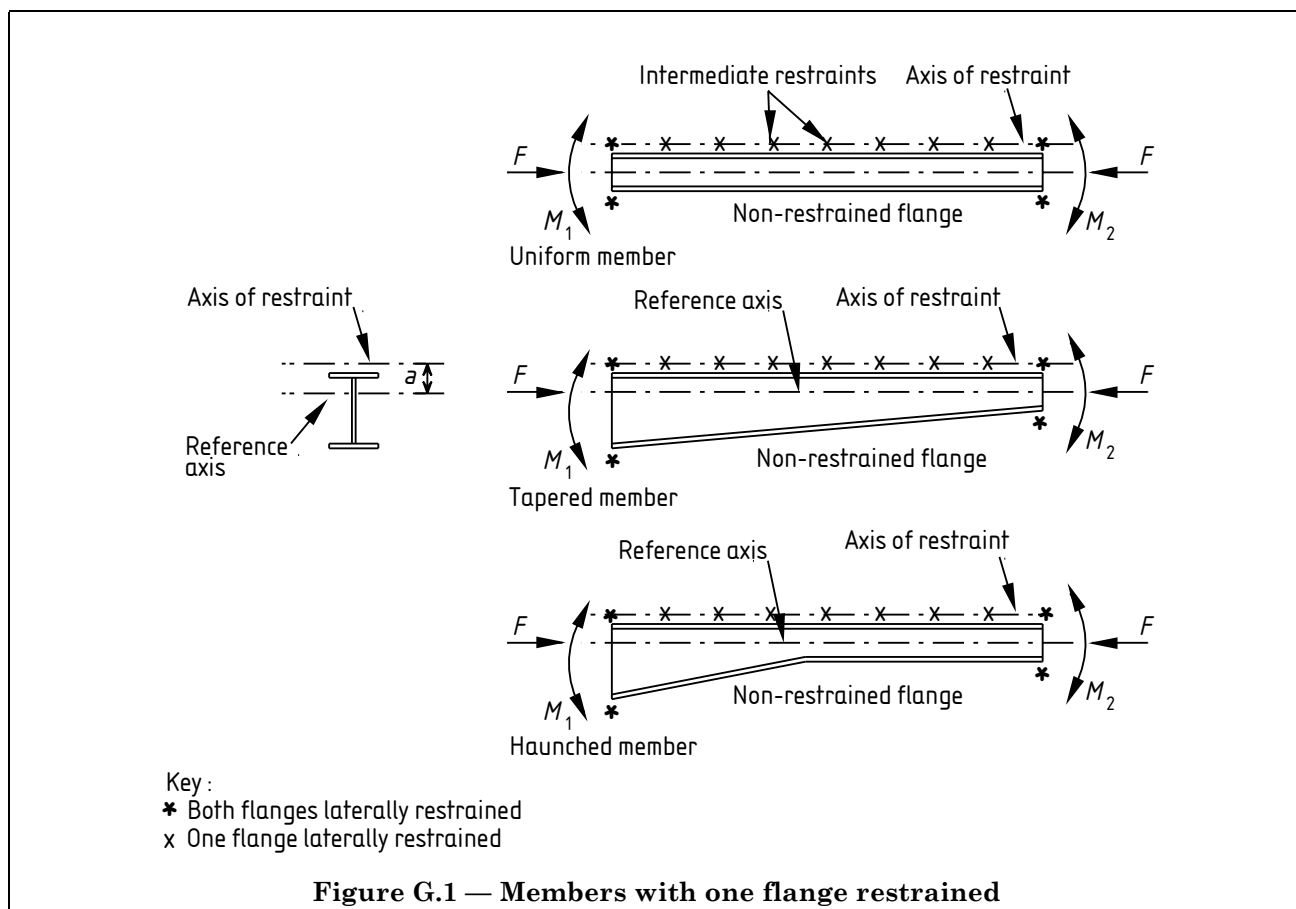 Intermediate restraints
Axis of restraint
F
F
M1
Non-restrained flange
M2
Uniform member
Axis of restraint
Reference axis
Axis of restraint
a
F
F
Reference
axis
M1
Non-restrained flange
M2
Tapered member
Reference axis
Axis of restraint
F
F
M1
Non-restrained flange
M2
Haunched member
Key :
* Both flanges laterally restrained
x One flange laterally restrained
Figure G.1 — Members with one flange restrained